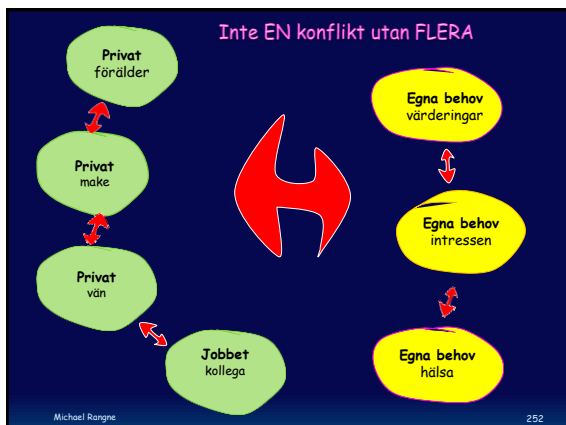 Inte EN konflikt utan FLERA
Privat
förälder
Privat
make
Privat
vän
Jobbet
kollega
Egna behov
värderingar
Egna behov
intressen
Egna behov
hälsa
Michael Rangne
252